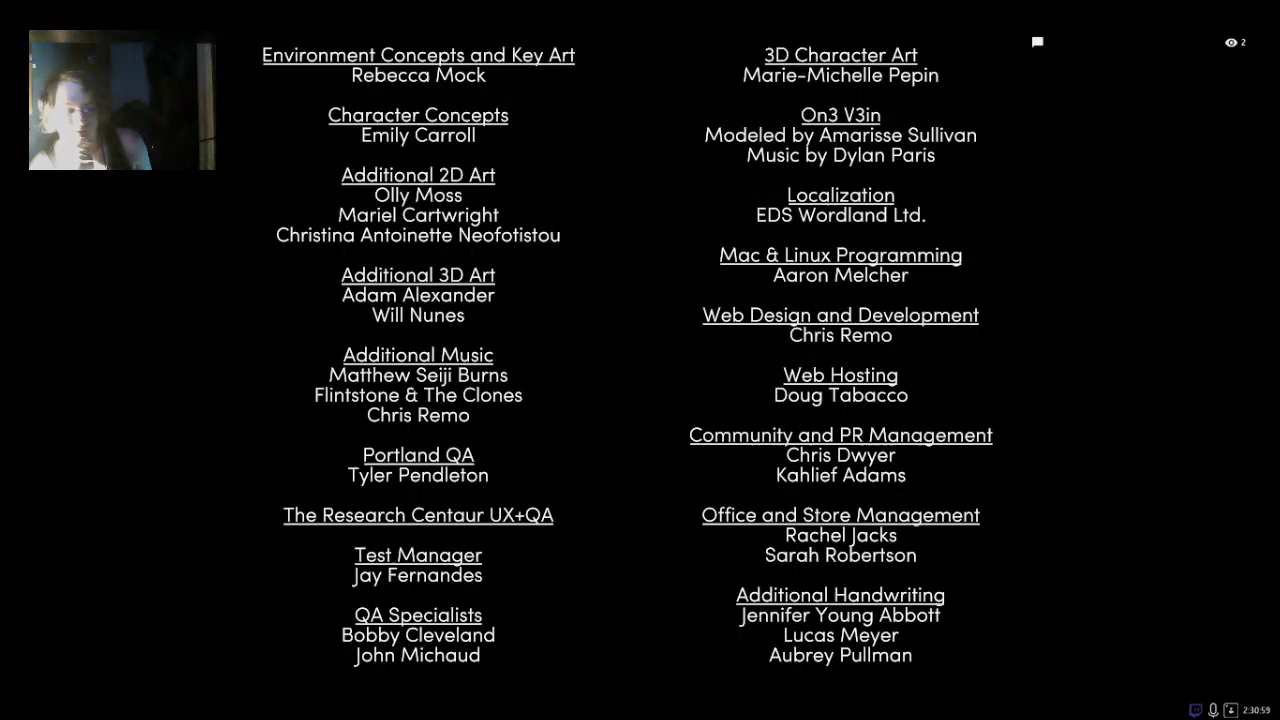 Environment Concepts and Key Art
Rebecca Mock
Character Concepts
Emily Carroll
Additional 2D Art
Olly Moss
Mariel Cartwright
Christina Antoinette Neofotistou
Additional 3D Art
Adam Alexander
Will Nunes
Additional Music
Matthew Seiji Burns
Flintstone & The Clones
Chris Remo
Portland QA
Tyler Pendleton
The Research Centaur UX+QA
Test Manager
Jay Fernandes
QA Specialists
Bobby Cleveland
John Michaud
3D Character Art
Marie-Michelle Pepin
On3 V3in
Modeled by Amarisse Sullivan
Music by Dylan Paris
Localization
EDS Wordland Ltd.
Mac & Linux Programming
Aaron Melcher
Web Design and Development
Chris Remo
Web Hosting
Doug Tabacco
Community and PR Management
Chris Dwyer
Kahlief Adams
Office and Store Management
Rachel Jacks
Sarah Robertson
Additional Handwriting
Jennifer Young Abbott
Lucas Meyer
Aubrey Pullman
2
2:30:59